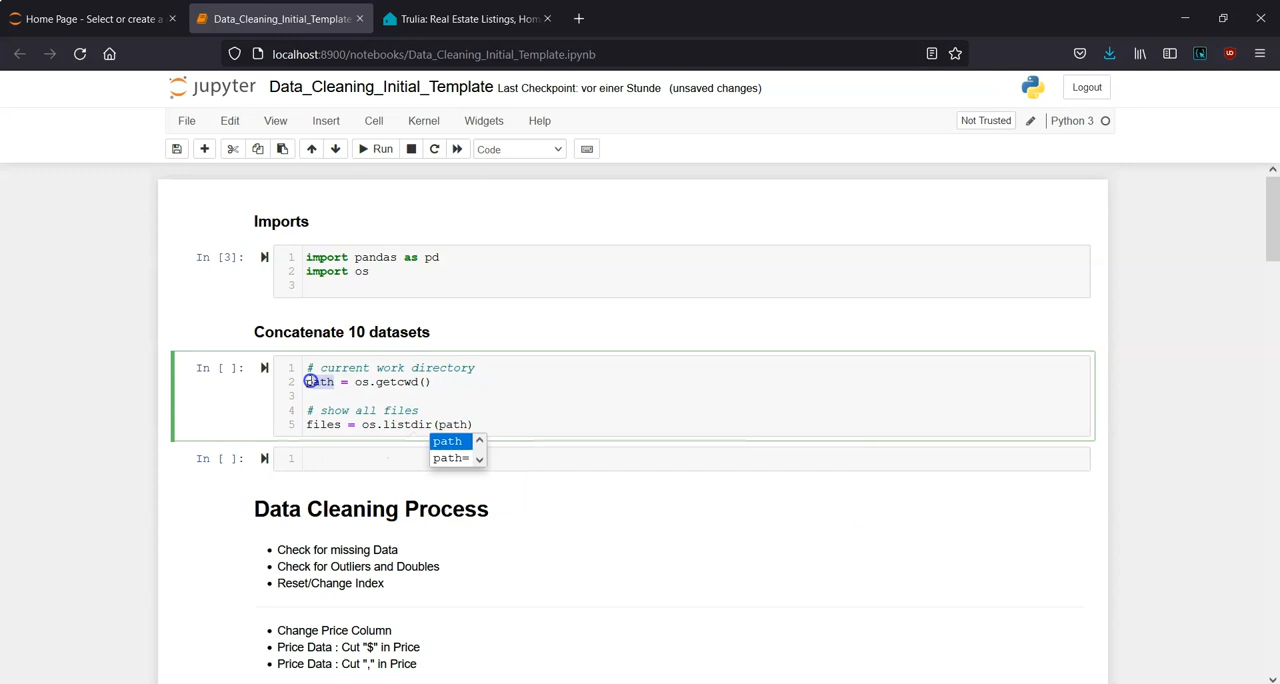 Home Page - Select or create a
Data_Cleaning_Initial_Template
Trulia: Real Estate Listings, Hom
localhost:8900/notebooks/Data_Cleaning_Initial_Template.ipynb
jupyter Data_Cleaning_Initial_Template Last Checkpoint: vor einer Stunde (unsaved changes)
Logout
File Edit View Insert Cell Kernel Widgets Help
Not Trusted
Python 3
Run
Code
Imports
In [3]:
1 import pandas as pd
2 import os
3
Concatenate 10 datasets
In [ ]:
1 # current work directory
2 path = os.getcwd()
3
4 # show all files
5 files = os.listdir(path)
path
path=
In [ ]:
1
Data Cleaning Process
• Check for missing Data
• Check for Outliers and Doubles
• Reset/Change Index
• Change Price Column
• Price Data : Cut "$" in Price
• Price Data : Cut "," in Price